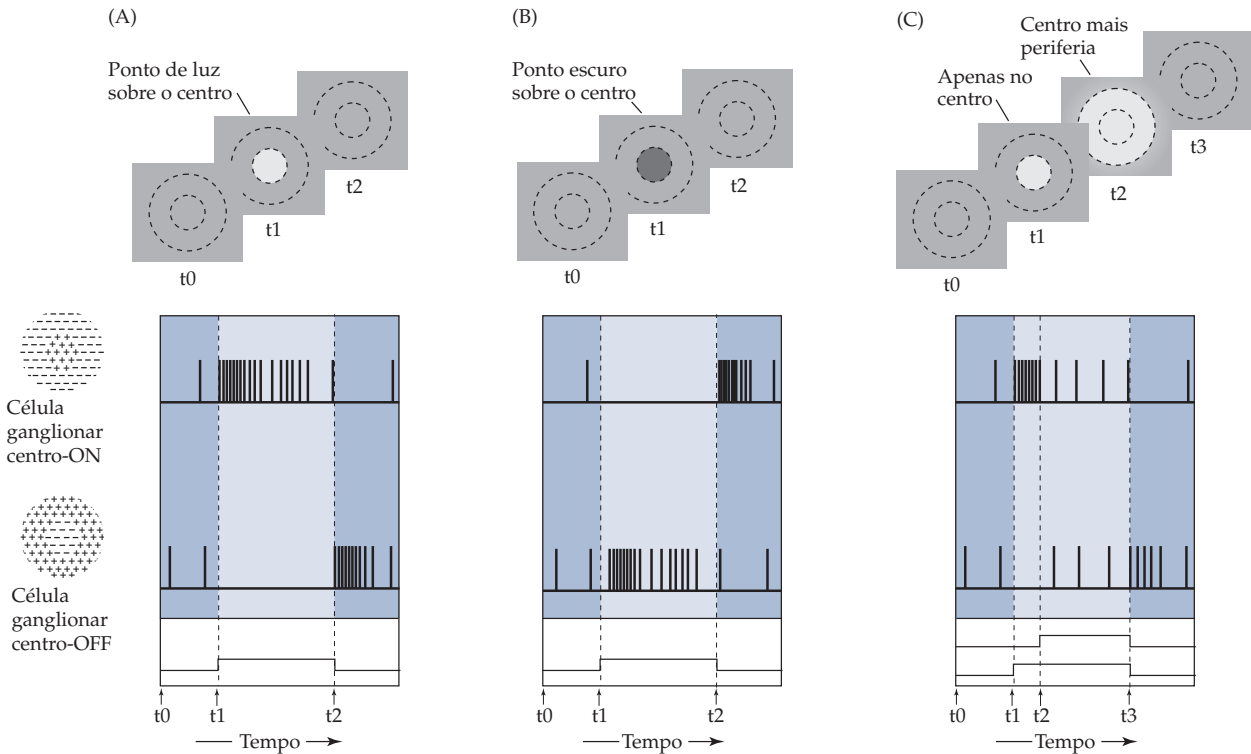 (A)
Ponto de luz
sobre o centro
t0
t1
t2
(B)
Ponto escuro
sobre o centro
t0
t1
t2
(C)
Centro mais
periferia
Apenas no
centro
t0
t1
t2
t3
Célula
ganglionar
centro-ON
Célula
ganglionar
centro-OFF
t0 t1 t2
Tempo
t0 t1 t2
Tempo
t0 t1 t2 t3
Tempo